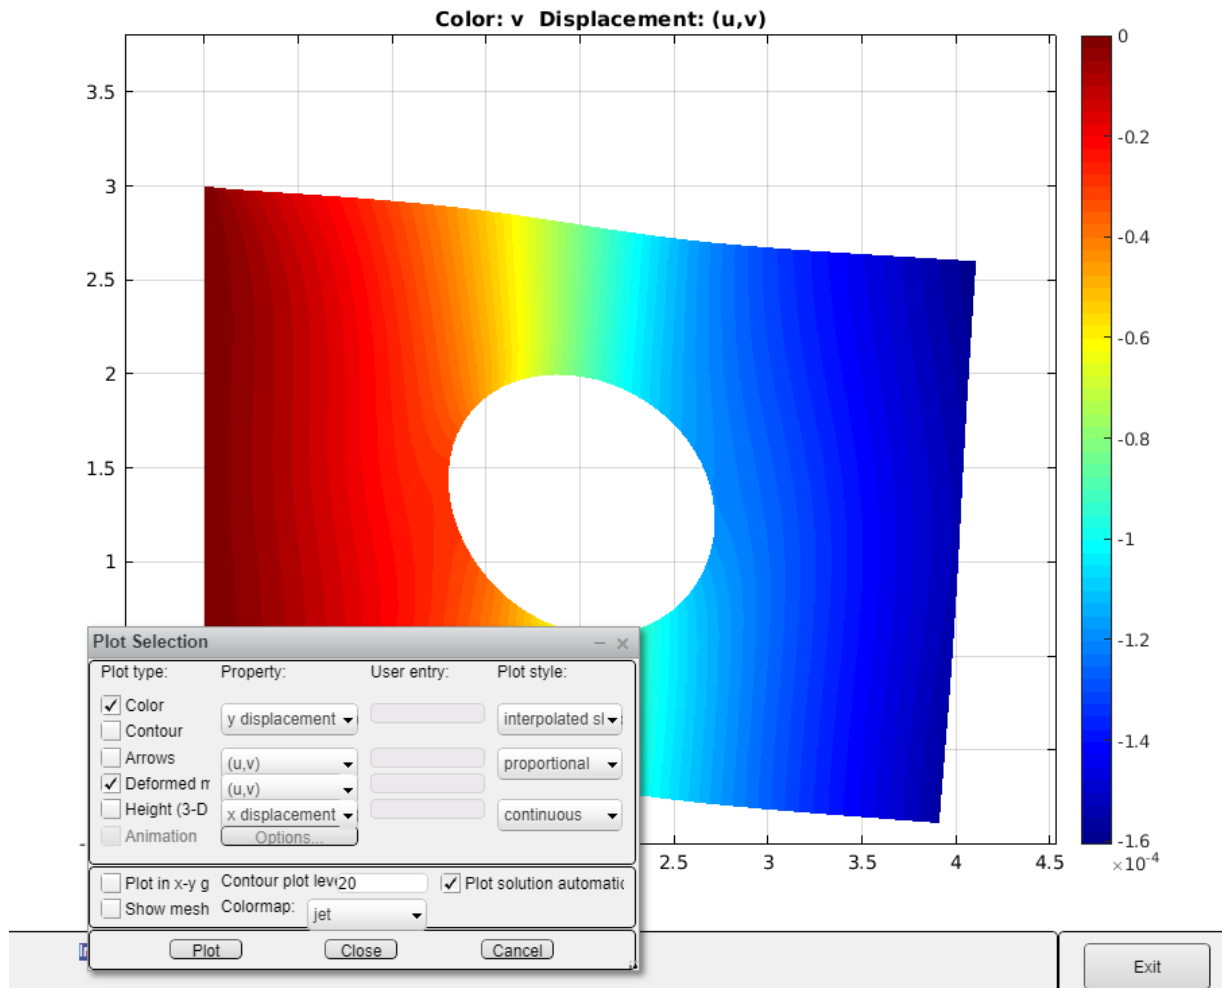 Color: v  Displacement: (u,v)
3.5
3
2.5
2
1.5
1
2.5
3
3.5
4
4.5
0
-0.2
-0.4
-0.6
-0.8
-1
-1.2
-1.4
-1.6
×10-4
Plot Selection
Plot type: Property: User entry: Plot style:
Color y displacement interpolated sl
Contour
Arrows (u,v) proportional
Deformed m (u,v)
Height (3-D x displacement continuous
Animation Options...
Plot in x-y g Contour plot lev 20 Plot solution automatic
Show mesh Colormap: jet
Plot Close Cancel
Exit